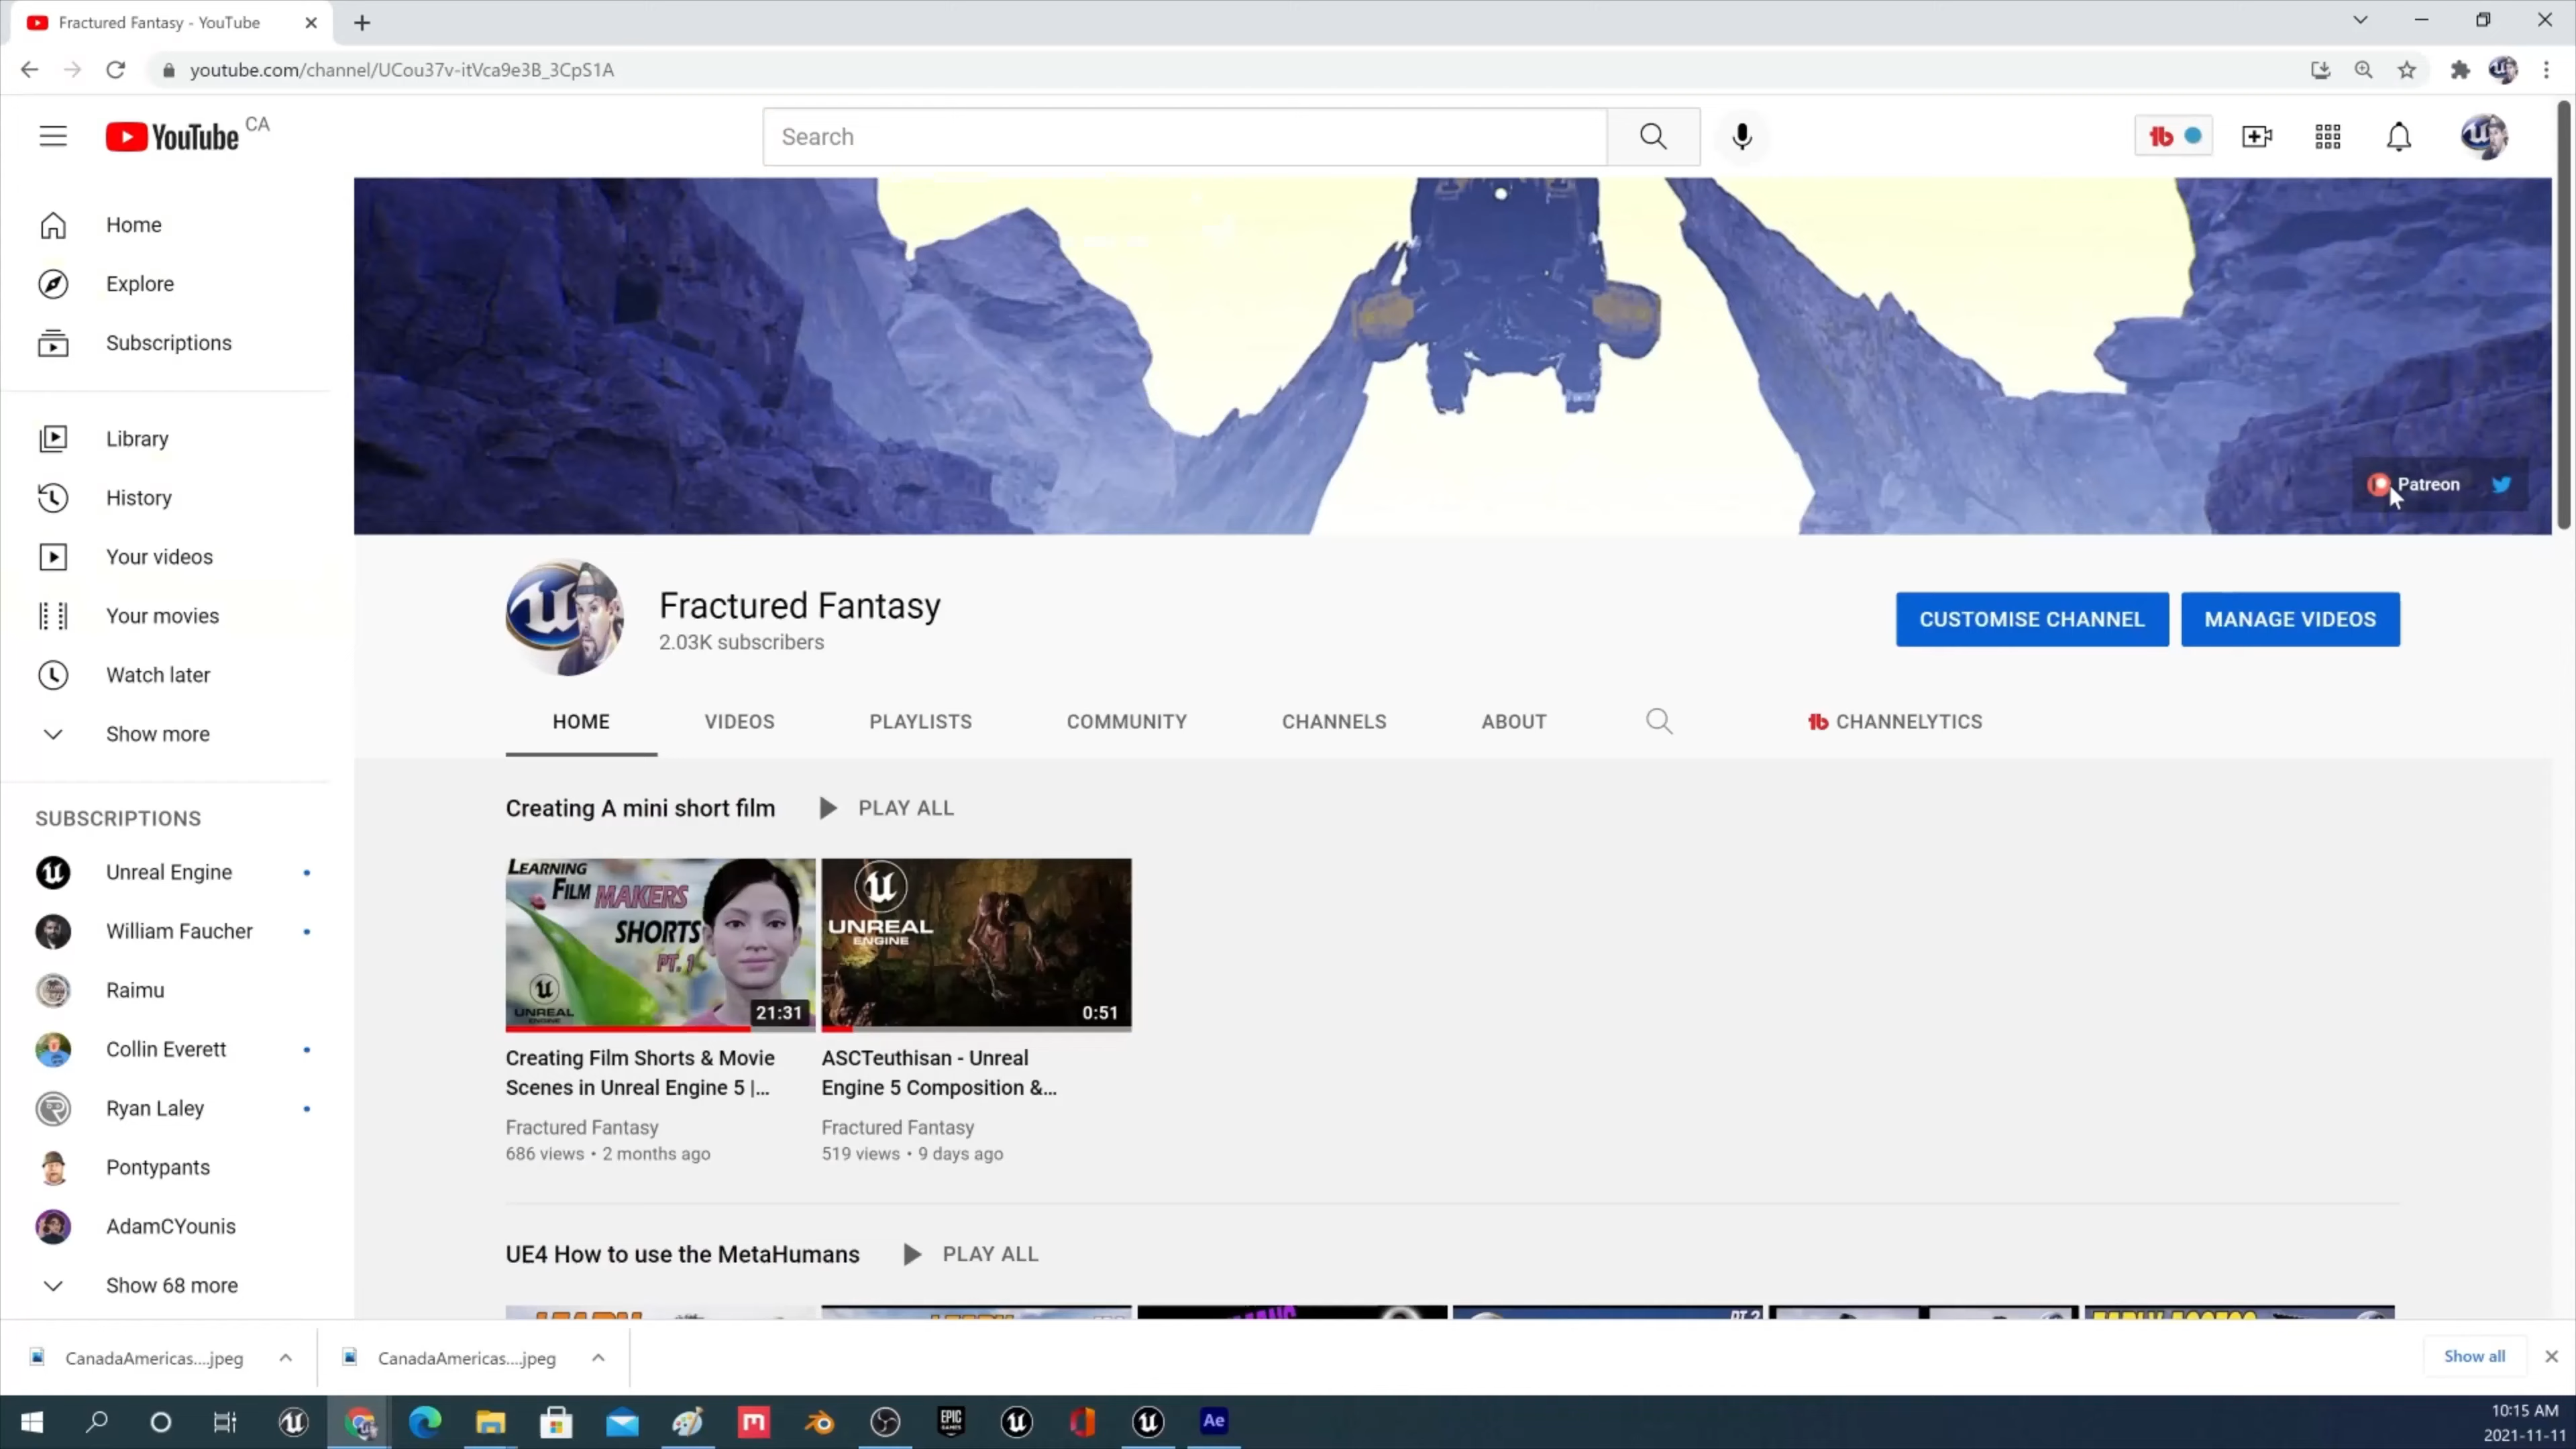 Fractured Fantasy - YouTube
youtube.com/channel/UCou37v-itVca9e3B_3CpS1A
YouTube CA
Search
Home
Explore
Subscriptions
Library
History
Your videos
Your movies
Watch later
Show more
SUBSCRIPTIONS
Unreal Engine
William Faucher
Raimu
Collin Everett
Ryan Laley
Pontypants
AdamCYounis
Show 68 more
Patreon
Fractured Fantasy
2.03K subscribers
CUSTOMISE CHANNEL
MANAGE VIDEOS
HOME
VIDEOS
PLAYLISTS
COMMUNITY
CHANNELS
ABOUT
CHANNELYTICS
Creating A mini short film
PLAY ALL
LEARNING
FILM MAKERS
SHORTS
PT. 1
UNREAL
ENGINE
21:31
UNREAL
ENGINE
0:51
Creating Film Shorts & Movie
Scenes in Unreal Engine 5 |...
Fractured Fantasy
686 views • 2 months ago
ASCTeuthisan - Unreal
Engine 5 Composition &...
Fractured Fantasy
519 views • 9 days ago
UE4 How to use the MetaHumans
PLAY ALL
PT.2
CanadaAmericas....jpeg
CanadaAmericas....jpeg
Show all
EPIC
GAMES
Ae
10:15 AM
2021-11-11